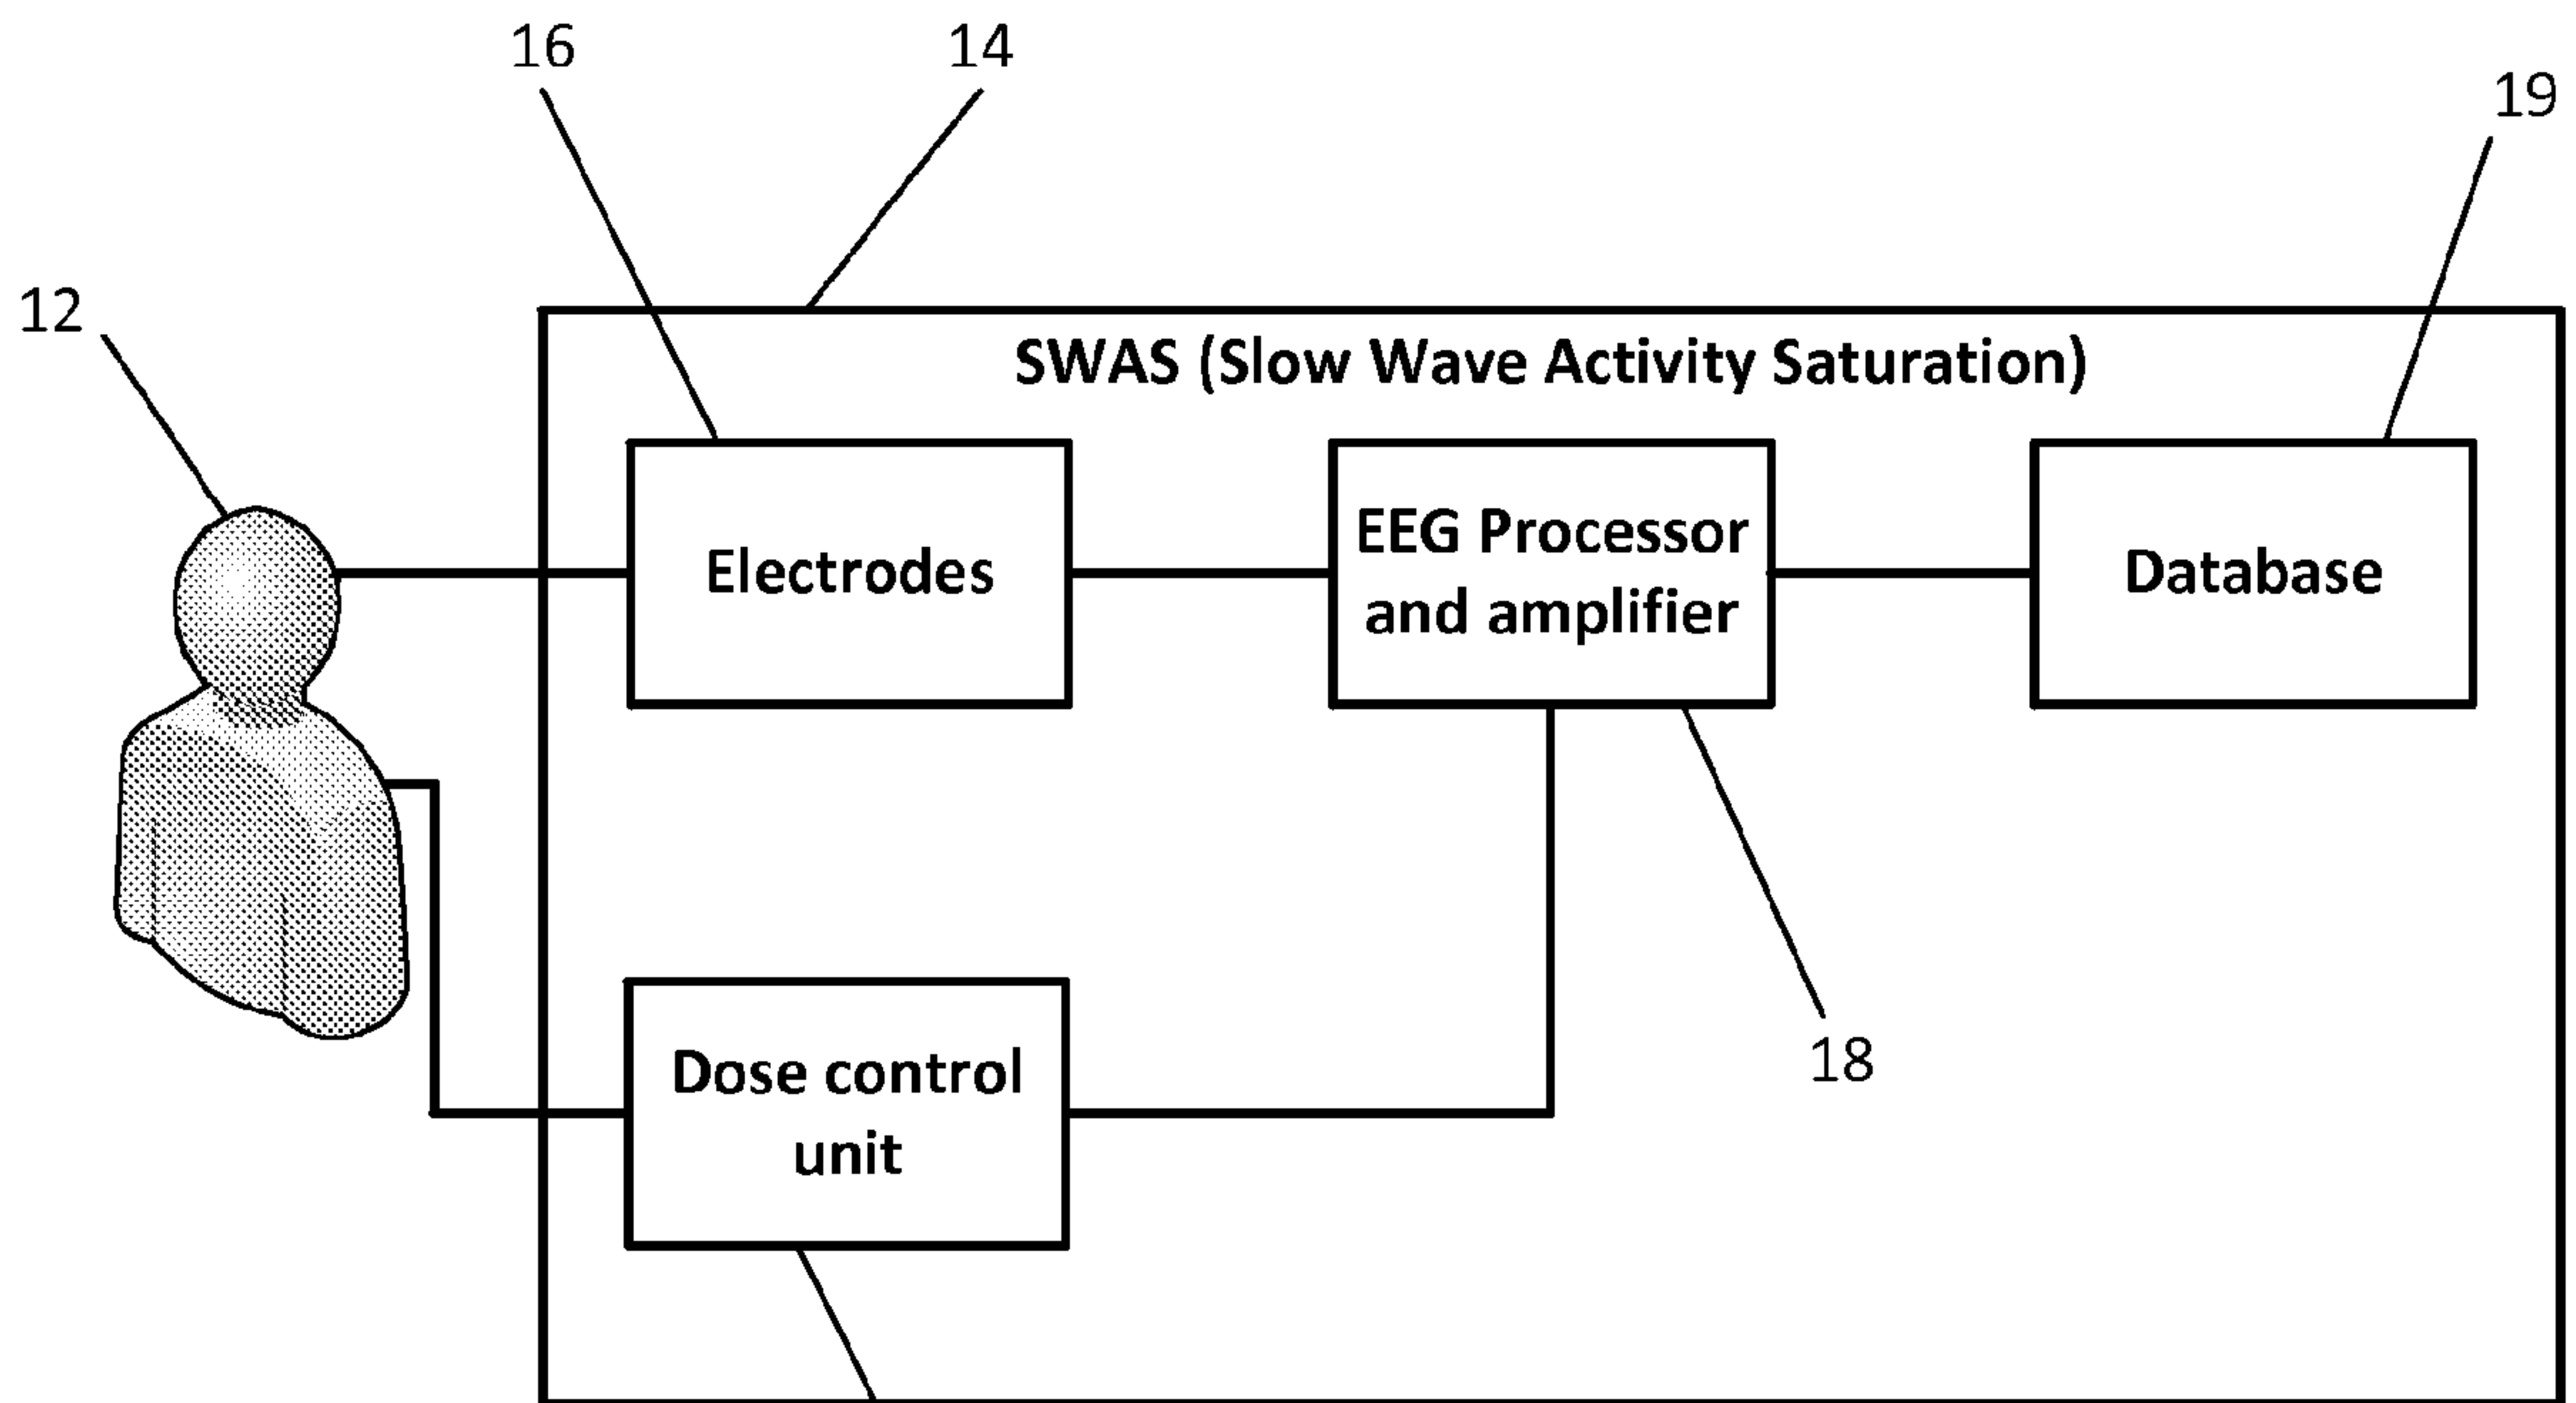 16
14
19
12
SWAS (Slow Wave Activity Saturation)
Electrodes
EEG Processor
and amplifier
Database
Dose control
unit
18